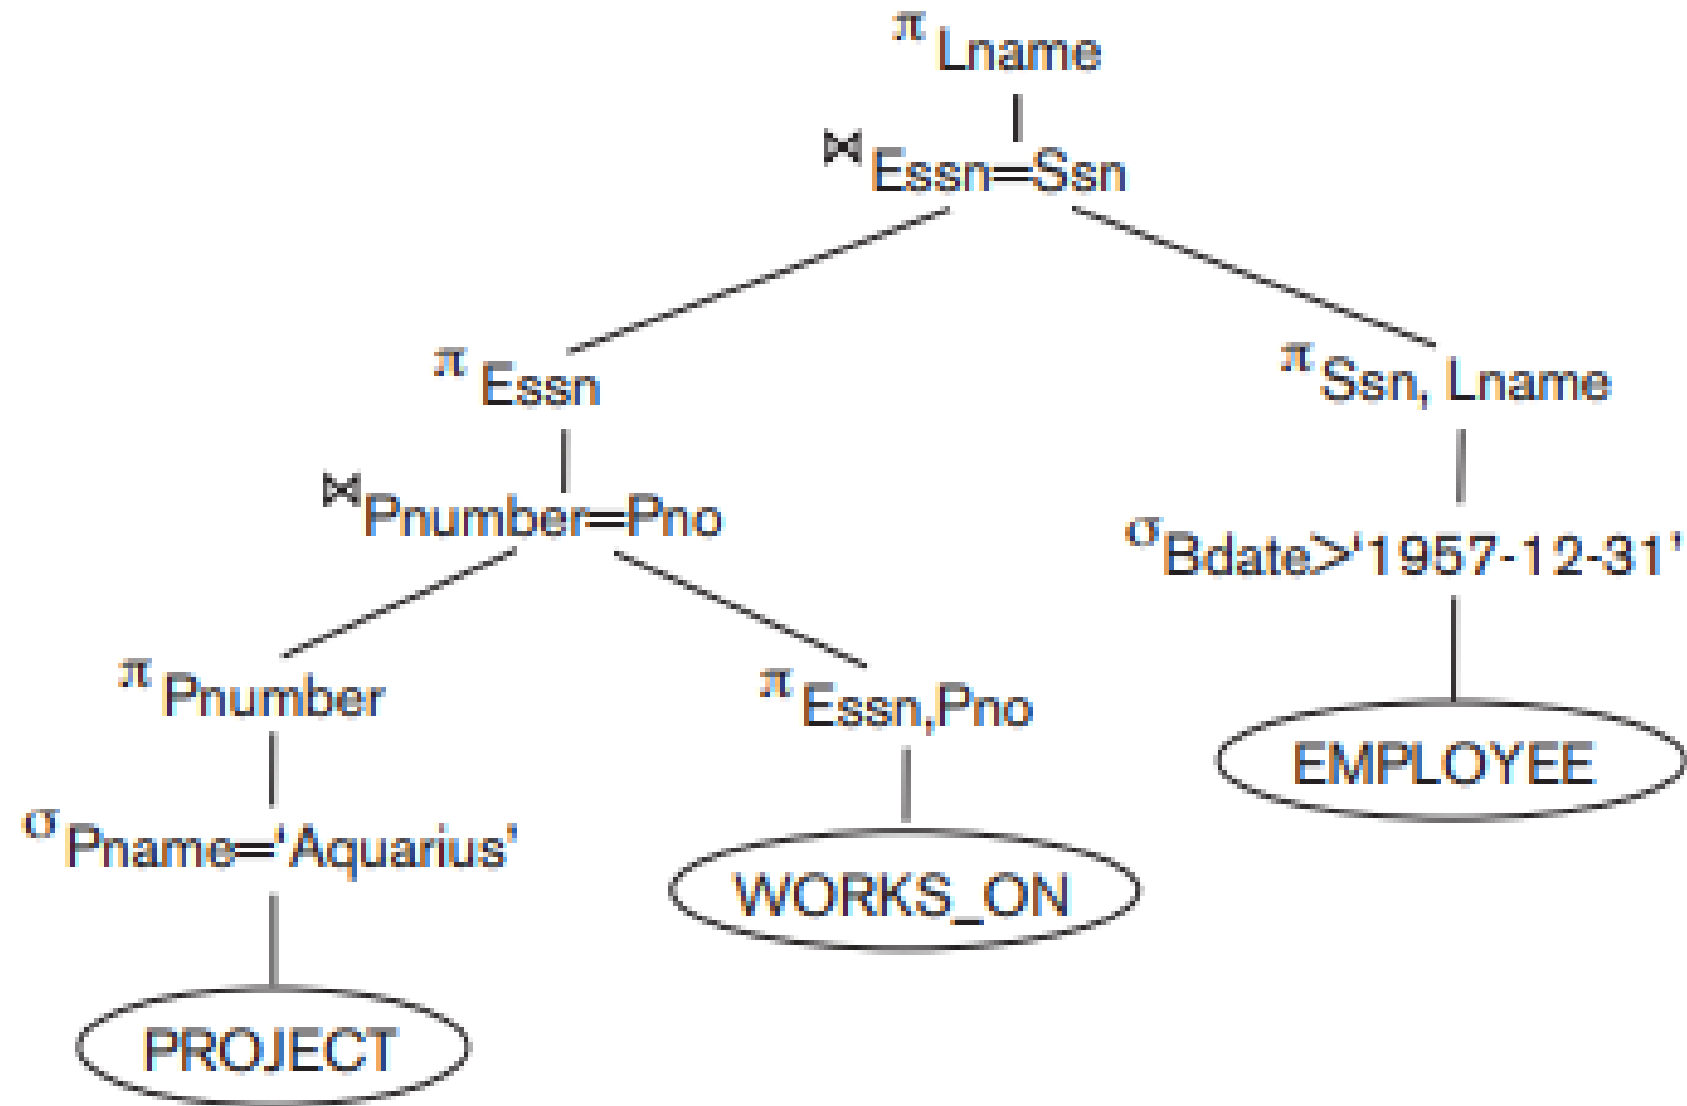 π Lname
⋈ Essn=Ssn
π Essn
π Ssn, Lname
⋈ Pnumber=Pno
σ Bdate>‘1957-12-31’
π Pnumber
π Essn,Pno
EMPLOYEE
σ Pname=‘Aquarius’
WORKS_ON
PROJECT